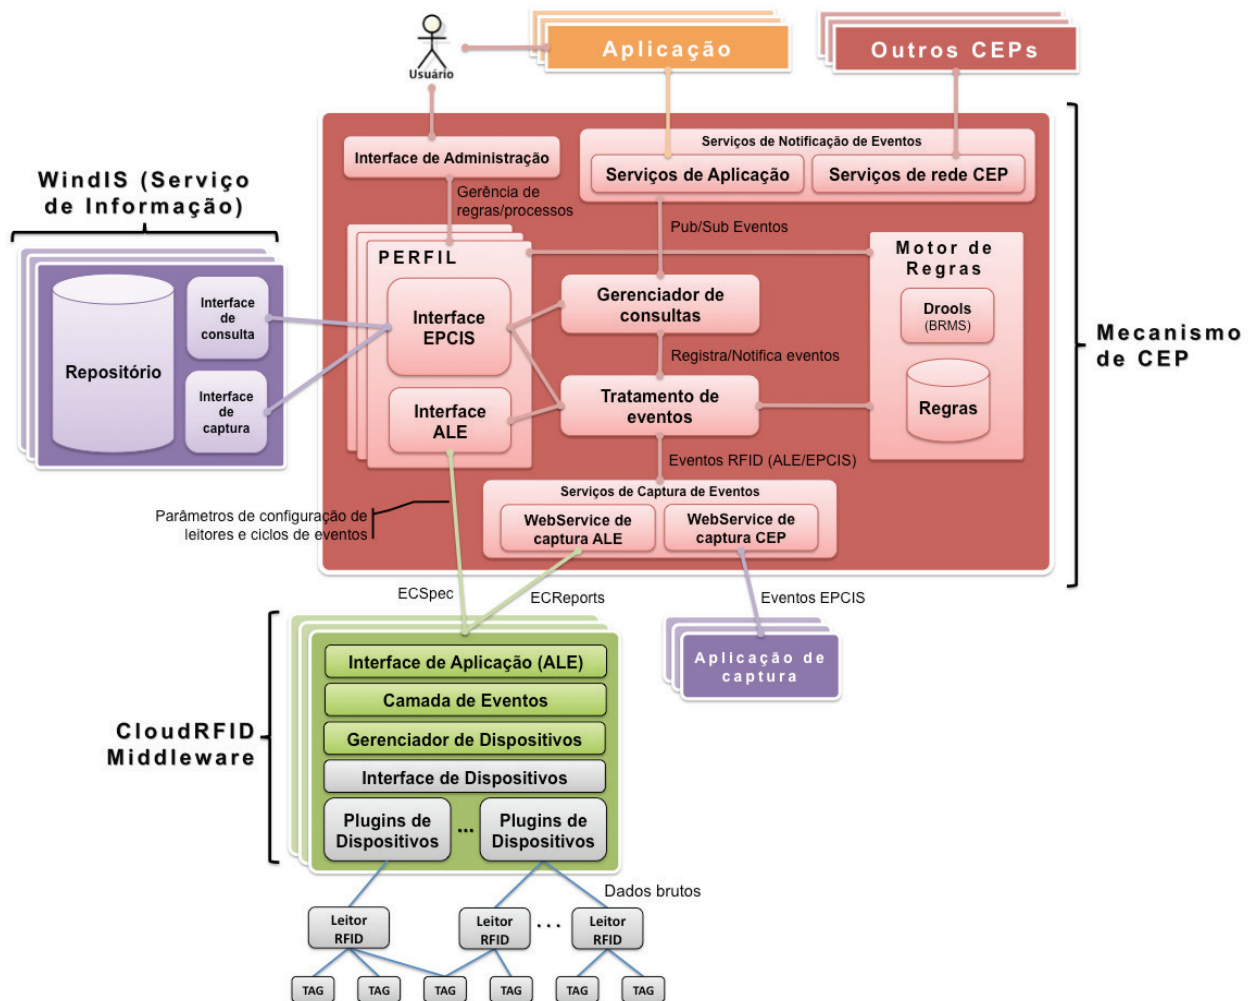 Aplicação
Outros CEPs
Usuário
Serviços de Notificação de Eventos
Interface de Administração
Serviços de Aplicação
Serviços de rede CEP
WindIS (Serviço
de Informação)
Gerência de
regras/processos
Pub/Sub Eventos
PERFIL
Motor de
Regras
Interface
de
consulta
Interface
EPCIS
Gerenciador de
consultas
Drools
(BRMS)
Mecanismo
de CEP
Repositório
Registra/Notifica eventos
Interface
de
captura
Interface
ALE
Tratamento de
eventos
Regras
Eventos RFID (ALE/EPCIS)
Serviços de Captura de Eventos
Parâmetros de configuração de
leitores e ciclos de eventos
WebService de
captura ALE
WebService de
captura CEP
ECSpec
ECReports
Eventos EPCIS
Interface de Aplicação (ALE)
Aplicação de
captura
Camada de Eventos
CloudRFID
Middleware
Gerenciador de Dispositivos
Interface de Dispositivos
Plugins de
Dispositivos
...
Plugins de
Dispositivos
Dados brutos
Leitor
RFID
Leitor
RFID
...
Leitor
RFID
TAG
TAG
TAG
TAG
TAG
TAG